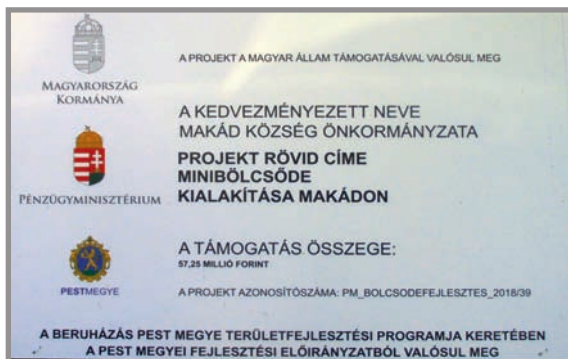 A PROJEKT A MAGYAR ÁLLAM TÁMOGATÁSÁVAL VALÓSUL MEG
MAGYARORSZÁG
KORMÁNYA
A KEDVEZMÉNYEZETT NEVE
MAKÁD KÖZSÉG ÖNKORMÁNYZATA
PROJEKT RÖVID CÍME
MINIBÖLCSŐDE
KIALAKÍTÁSA MAKÁDON
PÉNZÜGYMINISZTÉRIUM
A TÁMOGATÁS ÖSSZEGE:
57,25 MILLIÓ FORINT
PESTMEGYE
A PROJEKT AZONOSÍTÓSZÁMA: PM_BOLCSODEFEJLESZTES_2018/39
A BERUHÁZÁS PEST MEGYE TERÜLETFEJLESZTÉSI PROGRAMJA KERETÉBEN
A PEST MEGYEI FEJLESZTÉSI ELŐIRÁNYZATBÓL VALÓSUL MEG